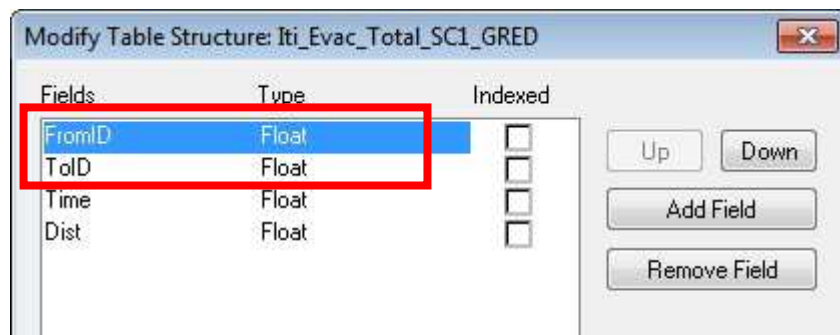 Modify Table Structure: Iti_Evac_Total_SC1_GRED
Fields Type Indexed
FromID Float
ToID Float
Time Float
Dist Float
Up Down
Add Field
Remove Field